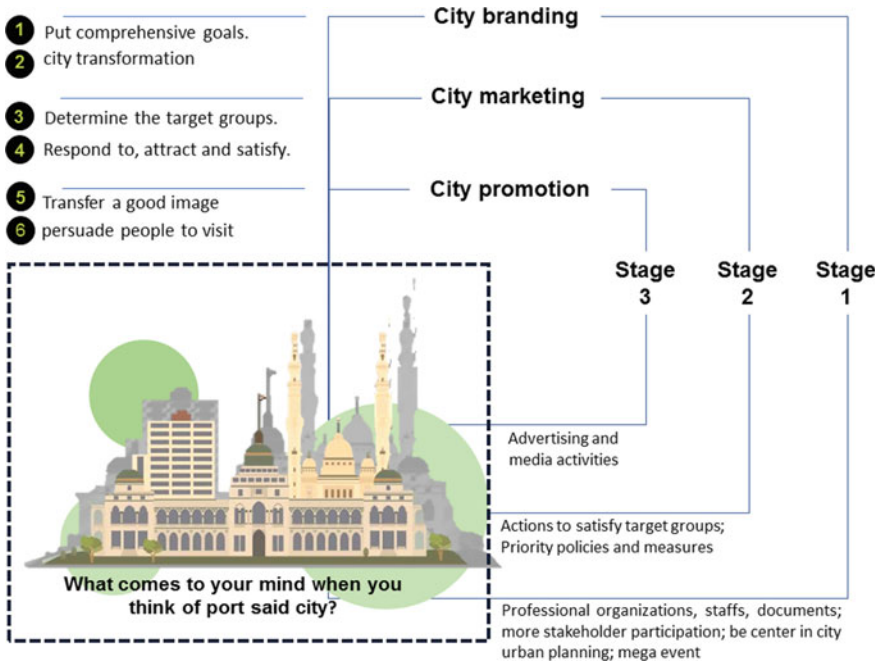 City branding
1 Put comprehensive goals.
2 city transformation
City marketing
3 Determine the target groups.
4 Respond to, attract and satisfy.
City promotion
5 Transfer a good image
6 persuade people to visit
Stage
3
Stage
2
Stage
1
Advertising and
media activities
Actions to satisfy target groups;
Priority policies and measures
What comes to your mind when you
think of port said city?
Professional organizations, staffs, documents;
more stakeholder participation; be center in city
urban planning; mega event